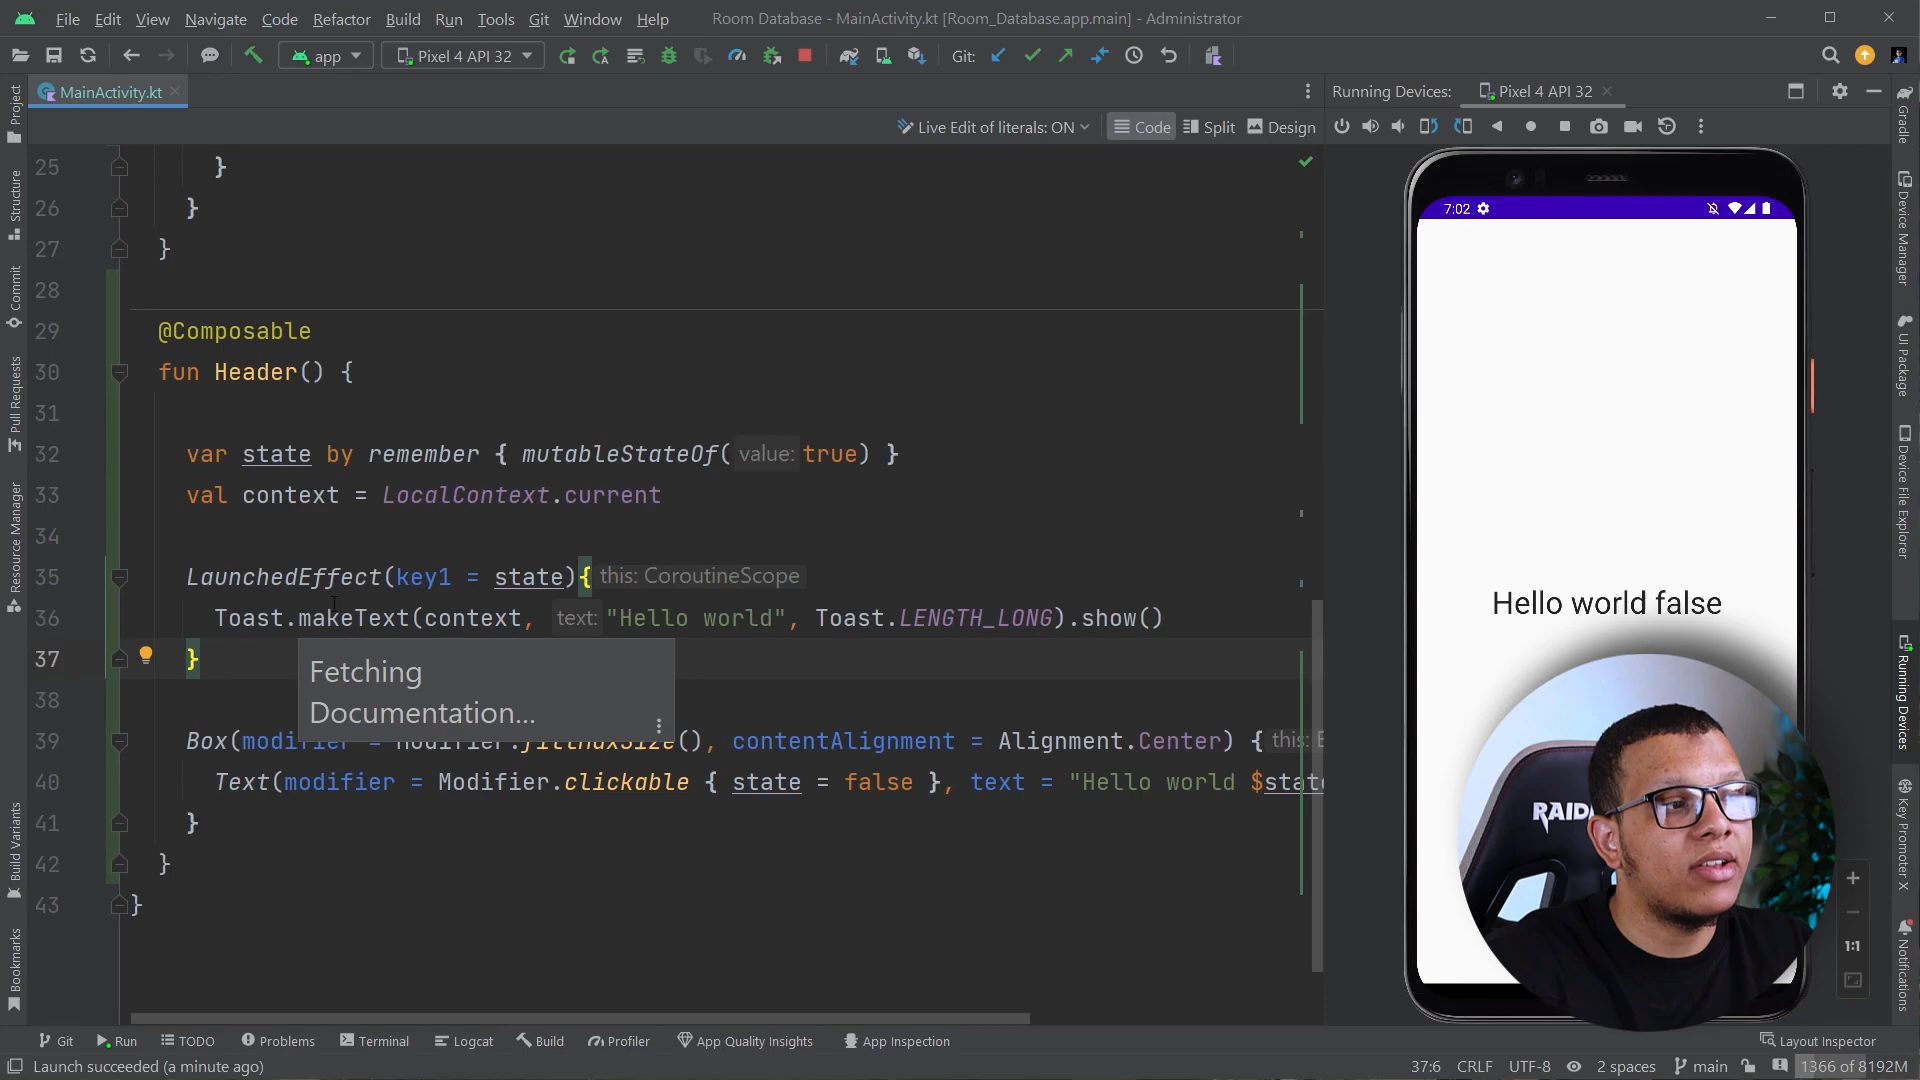 File Edit View Navigate Code Refactor Build Run Tools Git Window Help Room Database - MainActivity.kt [Room_Database.app.main] - Administrator
app Pixel 4 API 32 Git:
MainActivity.kt Running Devices: Pixel 4 API 32
Live Edit of literals: ON Code Split Design
Project
Structure
Commit
Pull Requests
Resource Manager
Build Variants
Bookmarks
25 }
26 }
27 }
28
29 @Composable
30 fun Header() {
31
32 var state by remember { mutableStateOf( value: true) }
33 val context = LocalContext.current
34
35 LaunchedEffect(key1 = state){ this: CoroutineScope
36 Toast.makeText(context, text: "Hello world", Toast.LENGTH_LONG).show()
37 }
Fetching
Documentation...
38
39 Box(modifier = Modifier.fillMaxSize(), contentAlignment = Alignment.Center) { this:
40 Text(modifier = Modifier.clickable { state = false }, text = "Hello world $state
41 }
42 }
43 }
7:02
Hello world false
RAID
1:1
Gradle
Device Manager
UI Package
Device File Explorer
Running Devices
Key Promoter X
Notifications
Git Run TODO Problems Terminal Logcat Build Profiler App Quality Insights App Inspection Layout Inspector
Launch succeeded (a minute ago) 37:6 CRLF UTF-8 2 spaces main 1366 of 8192M